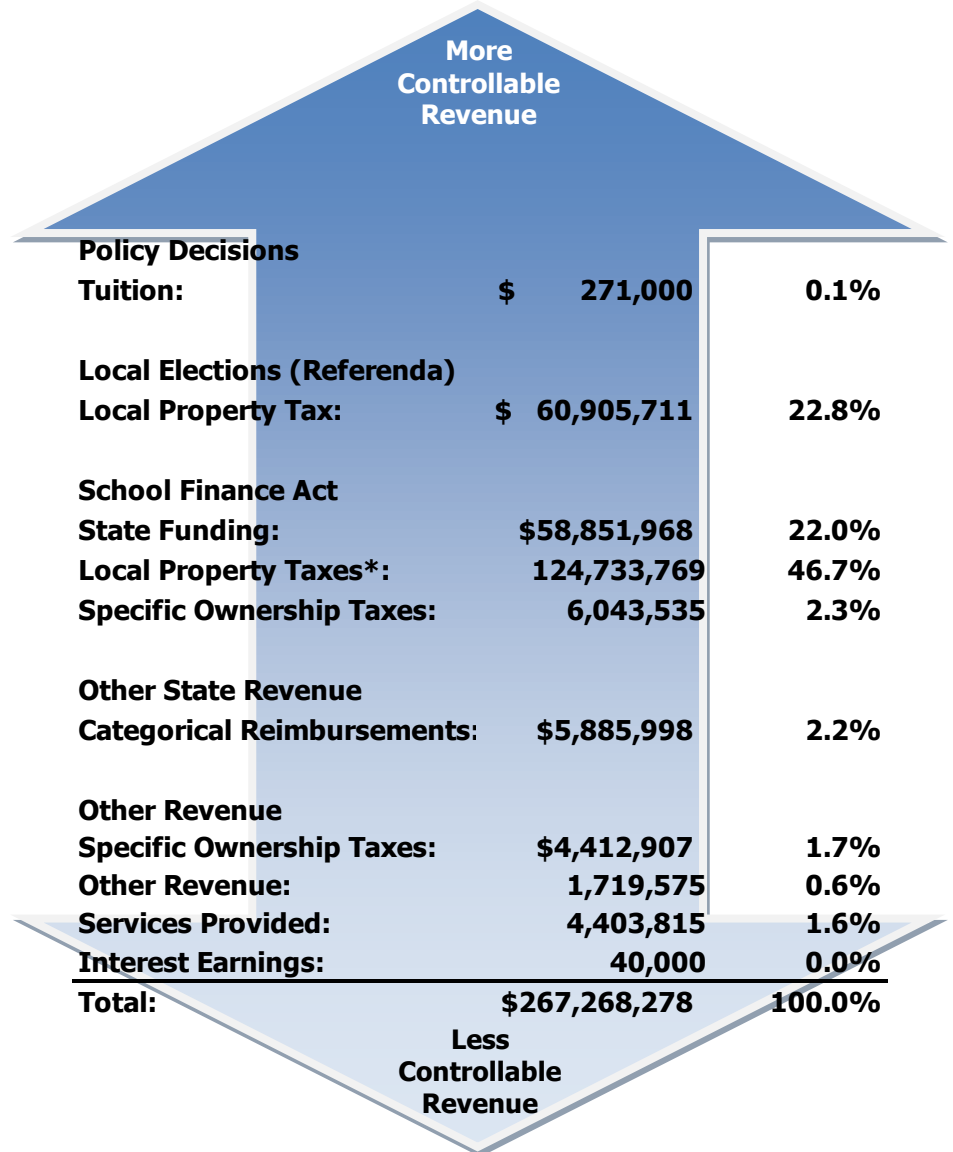 More
Controllable
Revenue
Policy Decisions
Tuition: $ 271,000 0.1%
Local Elections (Referenda)
Local Property Tax: $ 60,905,711 22.8%
School Finance Act
State Funding: $58,851,968 22.0%
Local Property Taxes*: 124,733,769 46.7%
Specific Ownership Taxes: 6,043,535 2.3%
Other State Revenue
Categorical Reimbursements: $5,885,998 2.2%
Other Revenue
Specific Ownership Taxes: $4,412,907 1.7%
Other Revenue: 1,719,575 0.6%
Services Provided: 4,403,815 1.6%
Interest Earnings: 40,000 0.0%
Total: $267,268,278 100.0%
Less
Controllable
Revenue